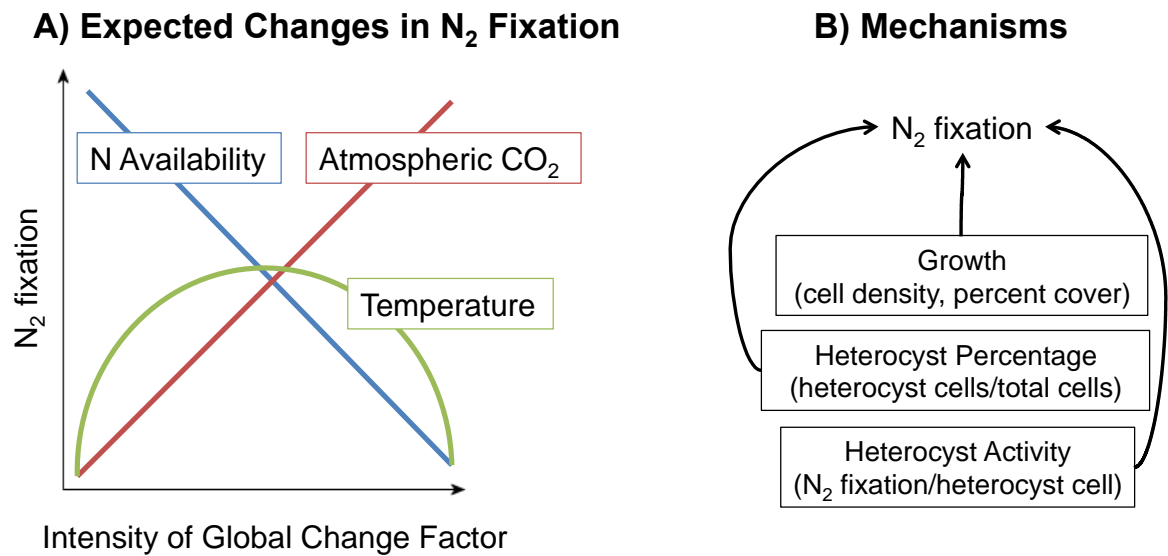 A) Expected Changes in N₂ Fixation
N₂ fixation
N Availability
Atmospheric CO₂
Temperature
Intensity of Global Change Factor
B) Mechanisms
N₂ fixation
Growth
(cell density, percent cover)
Heterocyst Percentage
(heterocyst cells/total cells)
Heterocyst Activity
(N₂ fixation/heterocyst cell)